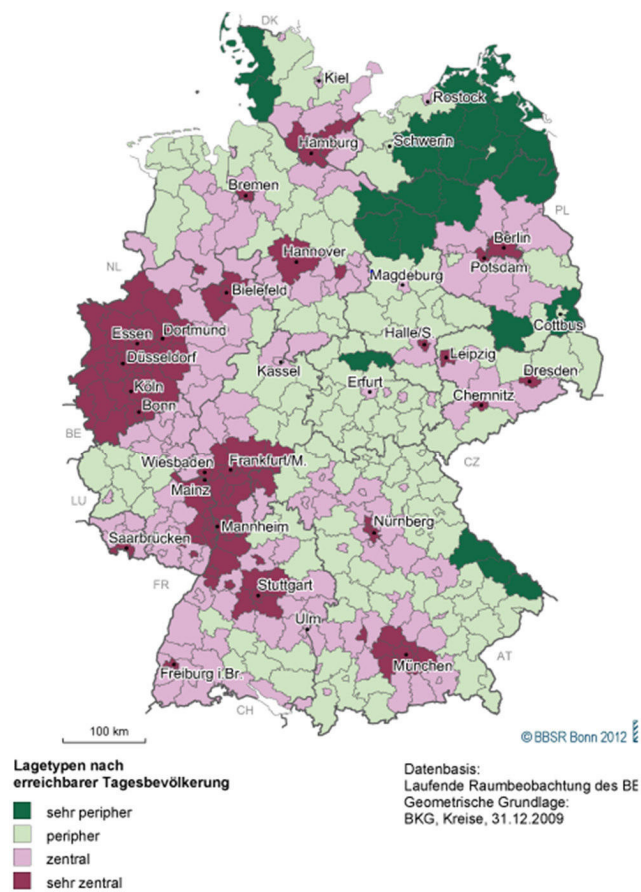 DK
Kiel
Rostock
Hamburg
Schwerin
Bremen
PL
Berlin
NL
Hannover
Potsdam
Bielefeld
Magdeburg
Essen
Dortmund
Cottbus
Halle/S
Düsseldorf
Leipzig
Kassel
Dresden
Köln
Erfurt
Chemnitz
Bonn
BE
Wiesbaden
Frankfurt/M.
CZ
Mainz
LU
Mannheim
Nürnberg
Saarbrücken
FR
Stuttgart
Ulm
AT
München
Freiburg i.Br.
CH
100 km
© BBSR Bonn 2012
Lagetypen nach
erreichbarer Tagesbevölkerung
sehr peripher
peripher
zentral
sehr zentral
Datenbasis:
Laufende Raumbeobachtung des BE
Geometrische Grundlage:
BKG, Kreise, 31.12.2009